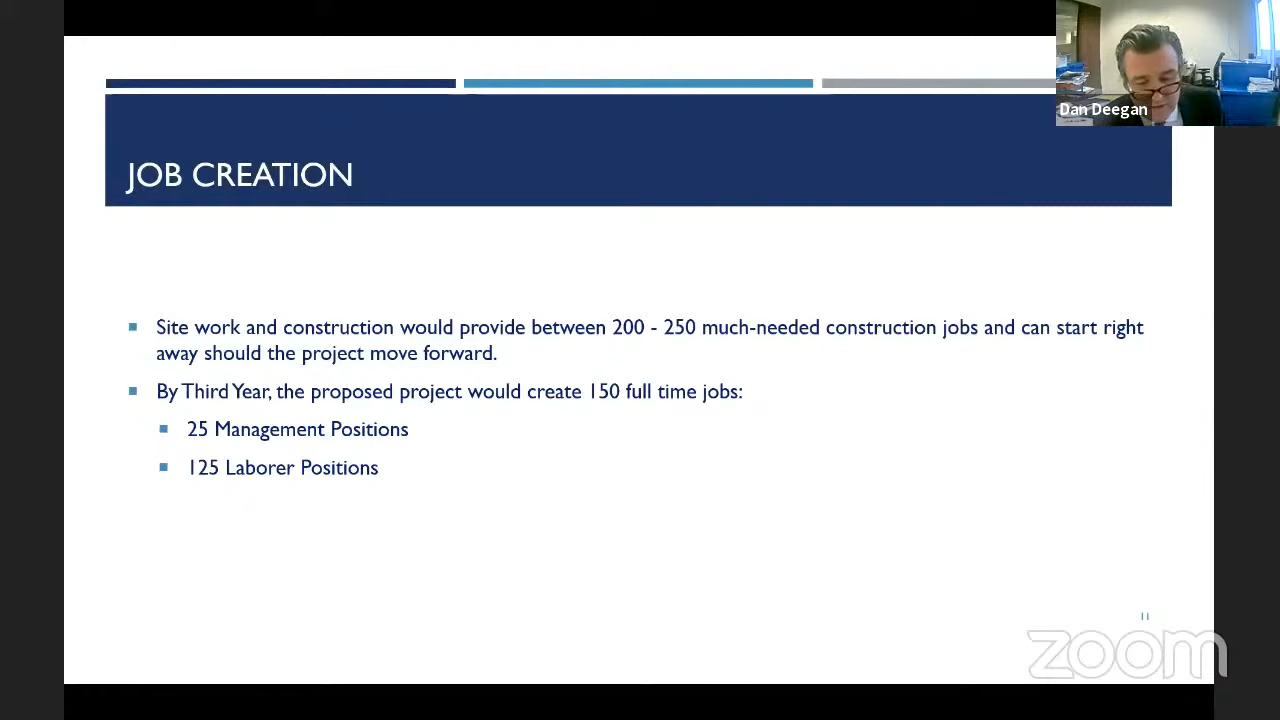 Dan Deegan
JOB CREATION
Site work and construction would provide between 200 - 250 much-needed construction jobs and can start right
away should the project move forward.
By Third Year, the proposed project would create 150 full time jobs:
25 Management Positions
125 Laborer Positions
11
zoom